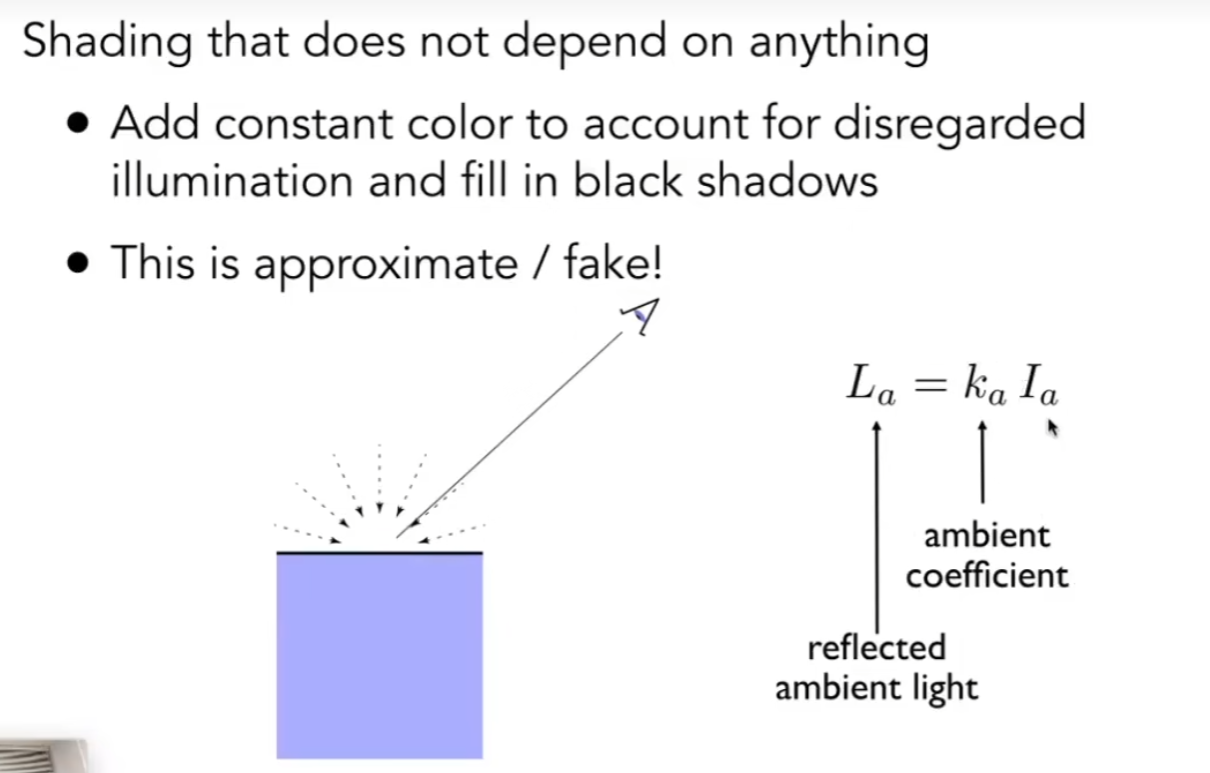 Shading that does not depend on anything
● Add constant color to account for disregarded
illumination and fill in black shadows
● This is approximate / fake!
L_a = k_a I_a
ambient
coefficient
reflected
ambient light